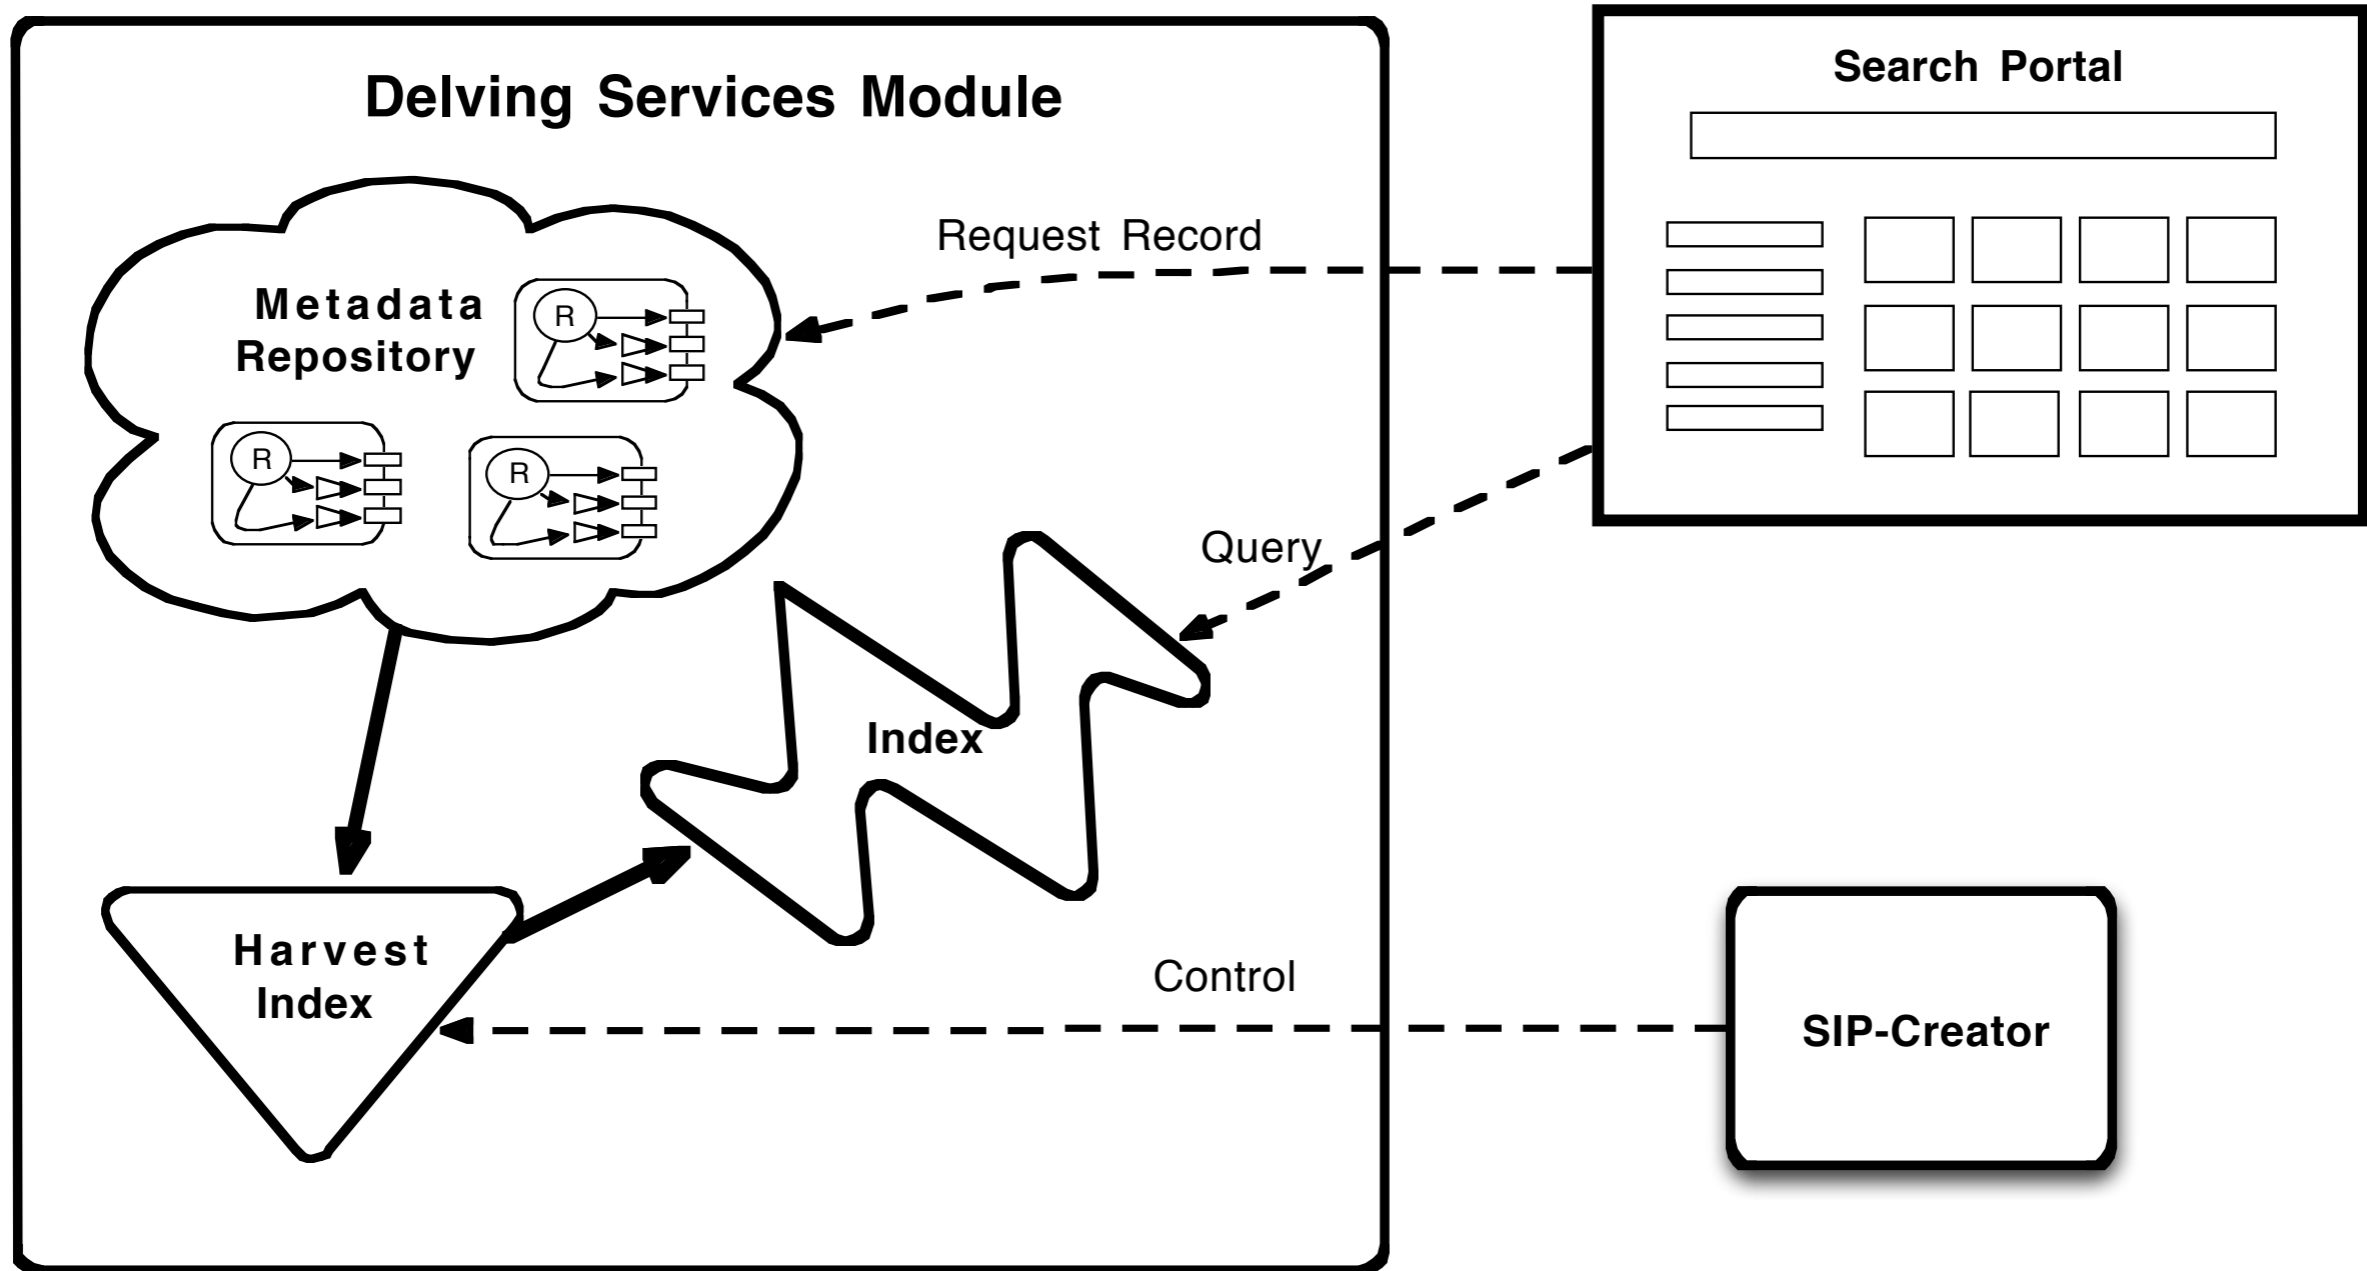 Delving Services Module
Search Portal
Request Record
Metadata
Repository
R
R
R
Query
Index
Harvest
Index
Control
SIP-Creator